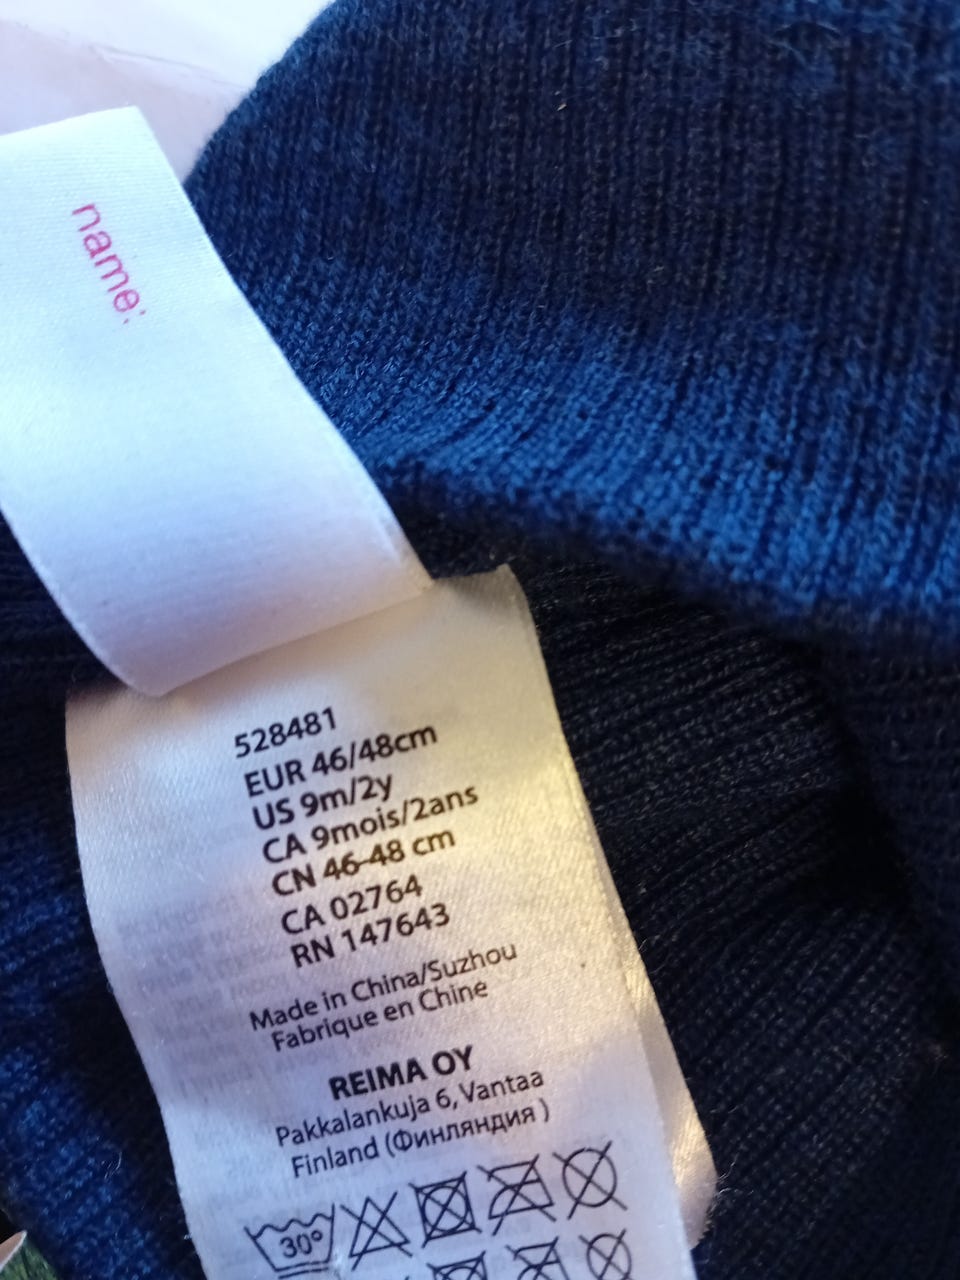 name:
528481
EUR 46/48cm
US 9m/2y
CA 9mois/2ans
CN 46-48 cm
CA 02764
RN 147643
Made in China/Suzhou
Fabrique en Chine
REIMA OY
Pakkalankuja 6, Vantaa
Finland (Финляндия )
30°